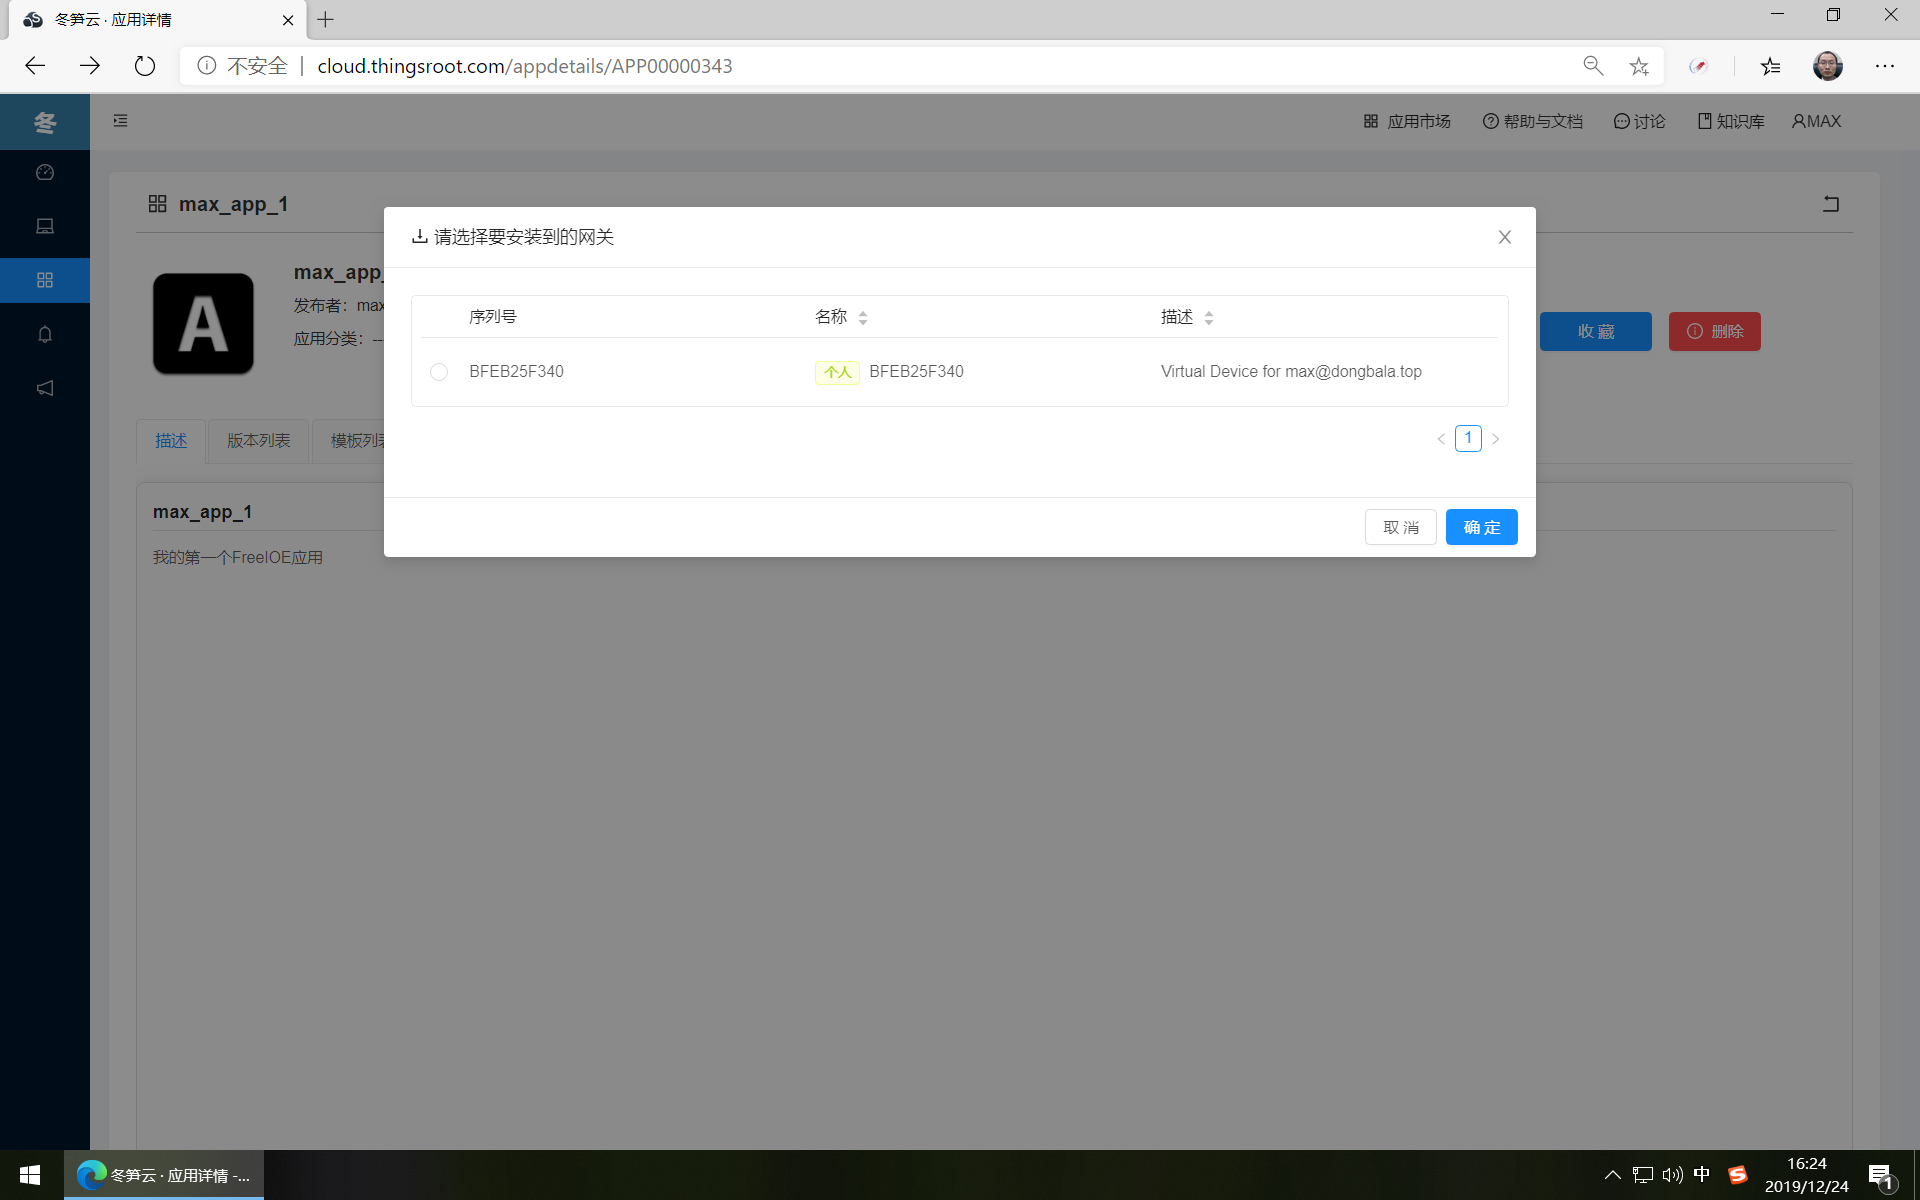 冬笋云 · 应用详情
不安全
cloud.thingsroot.com/appdetails/APP00000343
冬
应用市场
帮助与文档
讨论
知识库
MAX
max_app_1
请选择要安装到的网关
max_app_
发布者：max
应用分类：--
A
收 藏
删除
序列号 名称 描述
BFEB25F340 个人 BFEB25F340 Virtual Device for max@dongbala.top
1
描述
版本列表
模板列表
取 消
确 定
max_app_1
我的第一个FreeIOE应用
冬笋云 · 应用详情 -...
中
S
16:24
2019/12/24
1